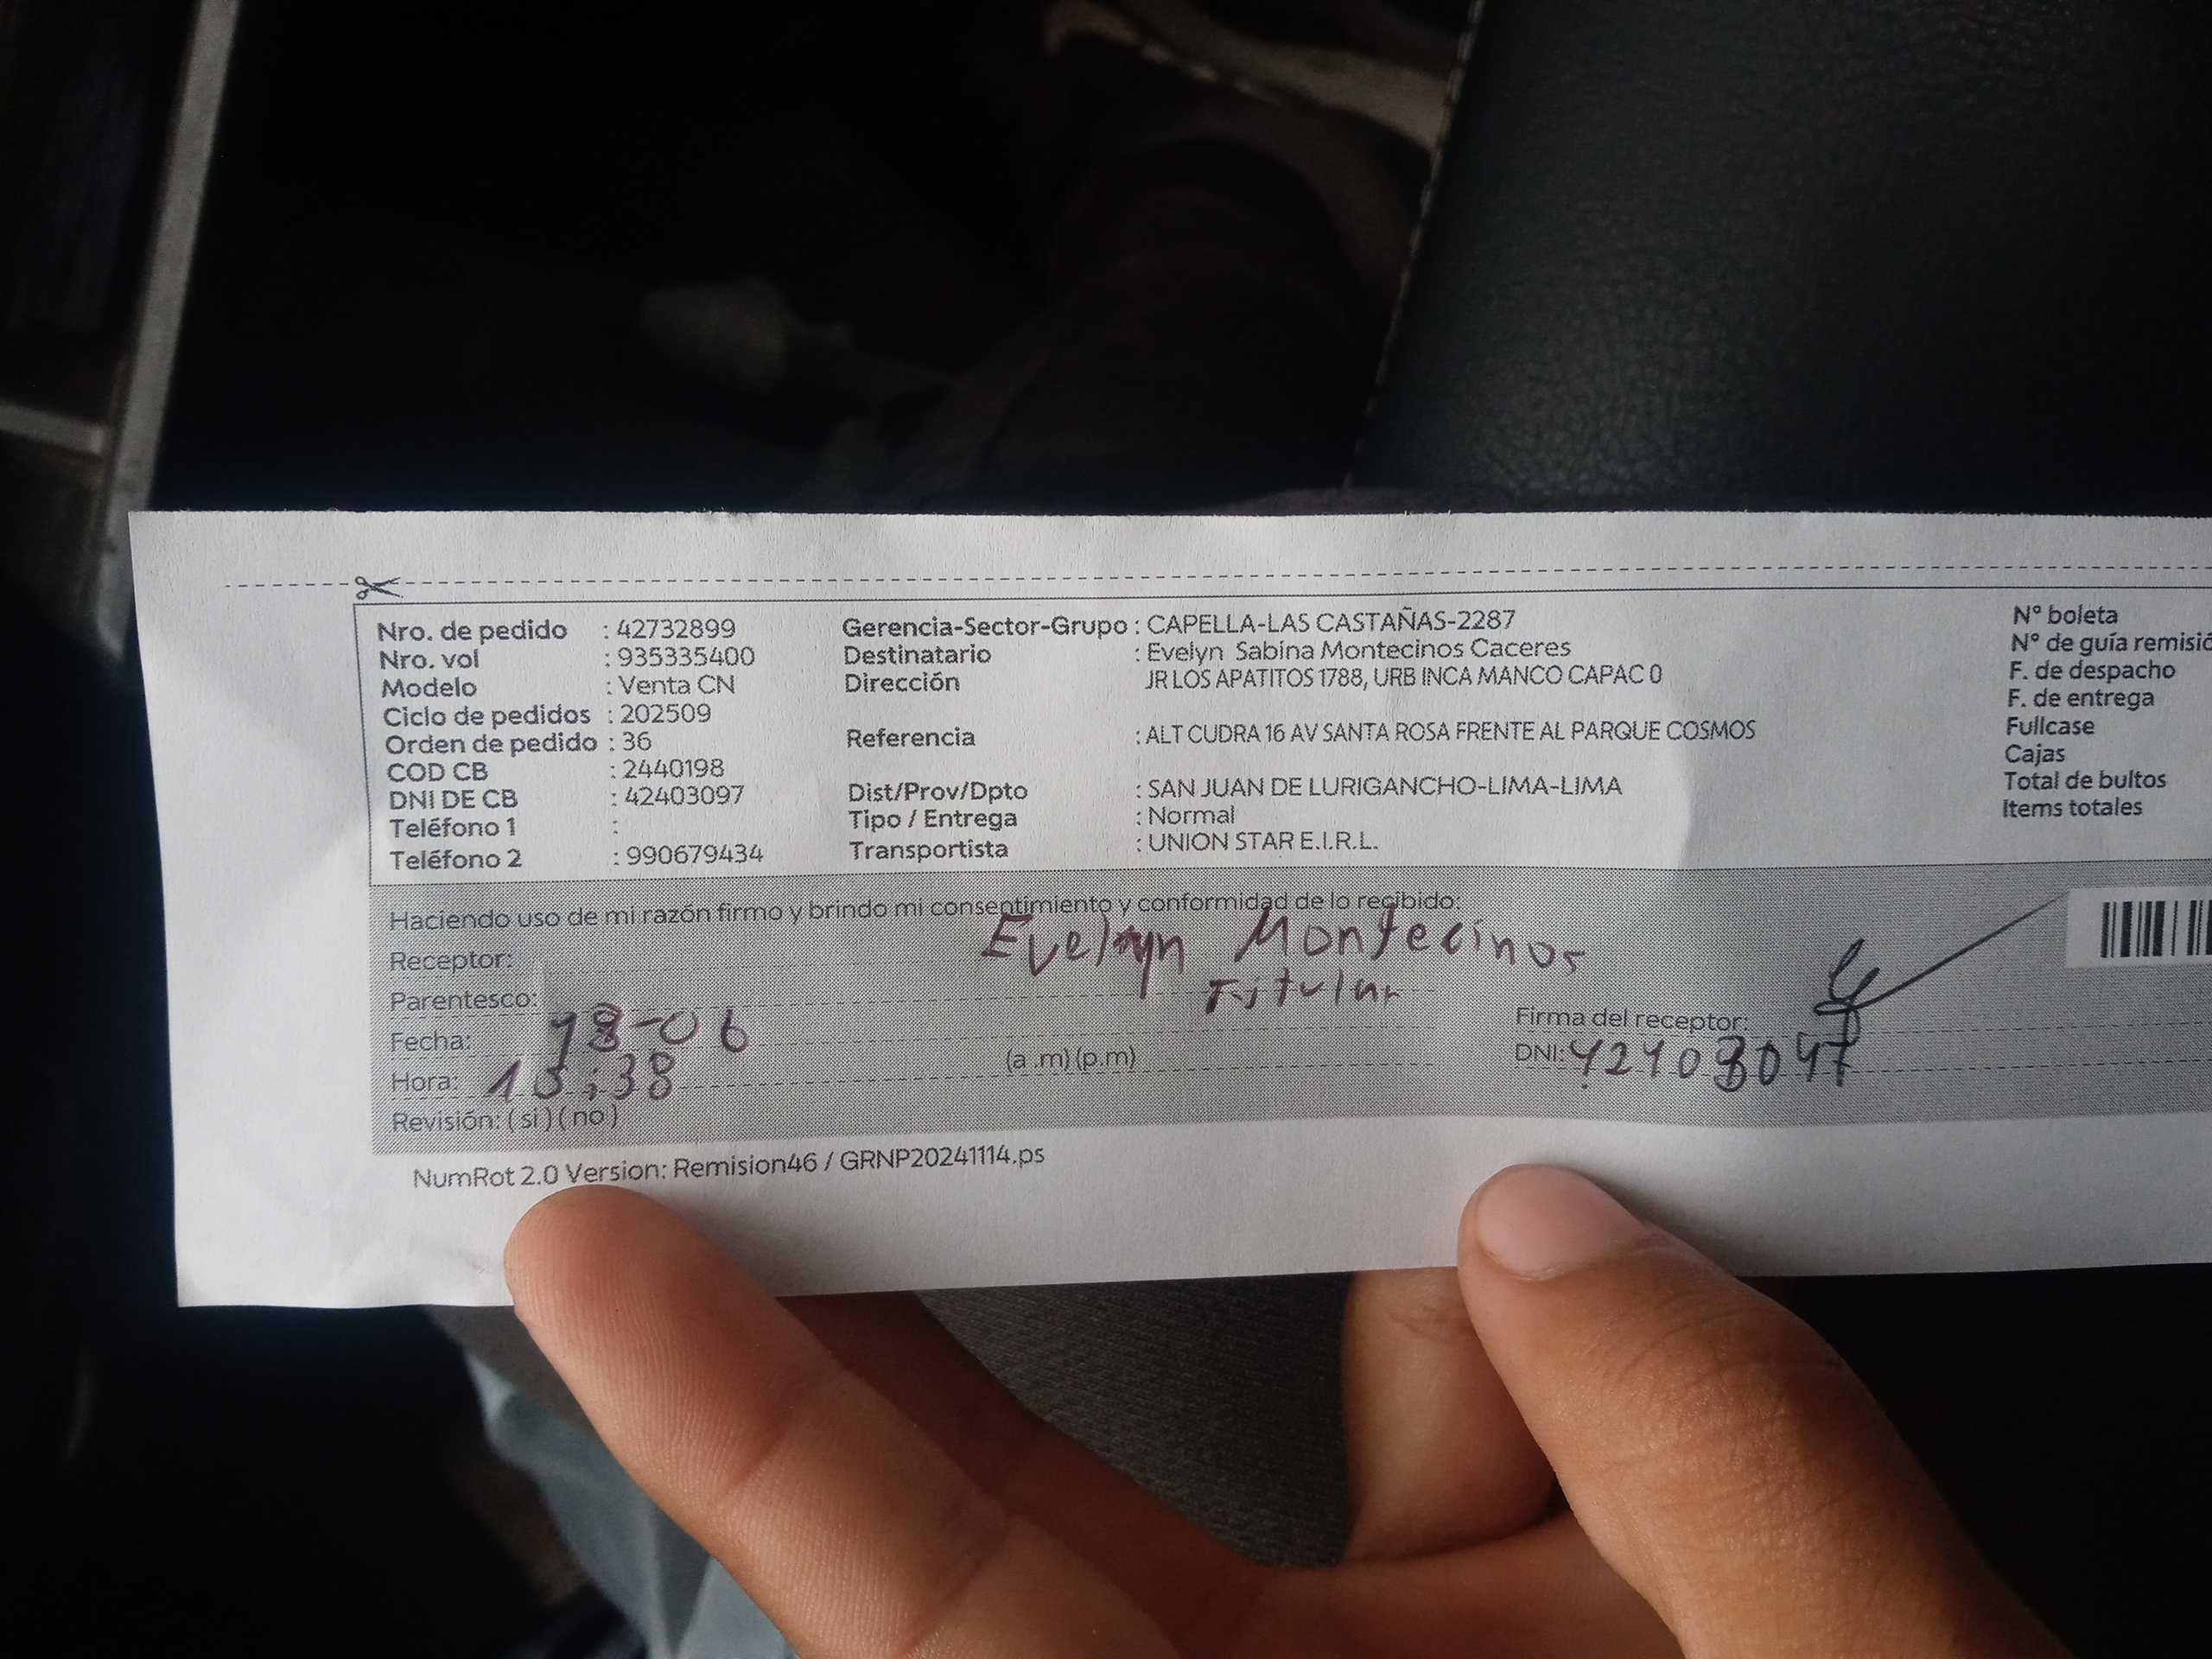 Nro. de pedido : 42732899
Nro. vol : 935335400
Modelo : Venta CN
Ciclo de pedidos : 202509
Orden de pedido : 36
COD CB : 2440198
DNI DE CB : 42403097
Teléfono 1 :
Teléfono 2 : 990679434
Gerencia-Sector-Grupo : CAPELLA-LAS CASTAÑAS-2287
Destinatario : Evelyn Sabina Montecinos Caceres
Dirección JR LOS APATITOS 1788, URB INCA MANCO CAPAC 0
Referencia : ALT CUDRA 16 AV SANTA ROSA FRENTE AL PARQUE COSMOS
Dist/Prov/Dpto : SAN JUAN DE LURIGANCHO-LIMA-LIMA
Tipo / Entrega : Normal
Transportista : UNION STAR E.I.R.L.
N° boleta
N° de guía remisió
F. de despacho
F. de entrega
Fullcase
Cajas
Total de bultos
Items totales
Haciendo uso de mi razón firmo y brindo mi consentimiento y conformidad de lo recibido:
Receptor: Evelyn Montecinos
Parentesco: Titular
Fecha: 18-06
Hora: (a .m) (p.m)
Revisión: ( si ) ( no )
Firma del receptor:
DNI:
NumRot 2.0 Version: Remision46 / GRNP20241114.ps